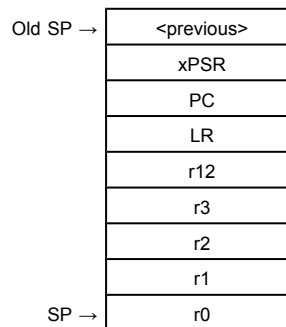 Old SP → <previous>
xPSR
PC
LR
r12
r3
r2
r1
SP → r0